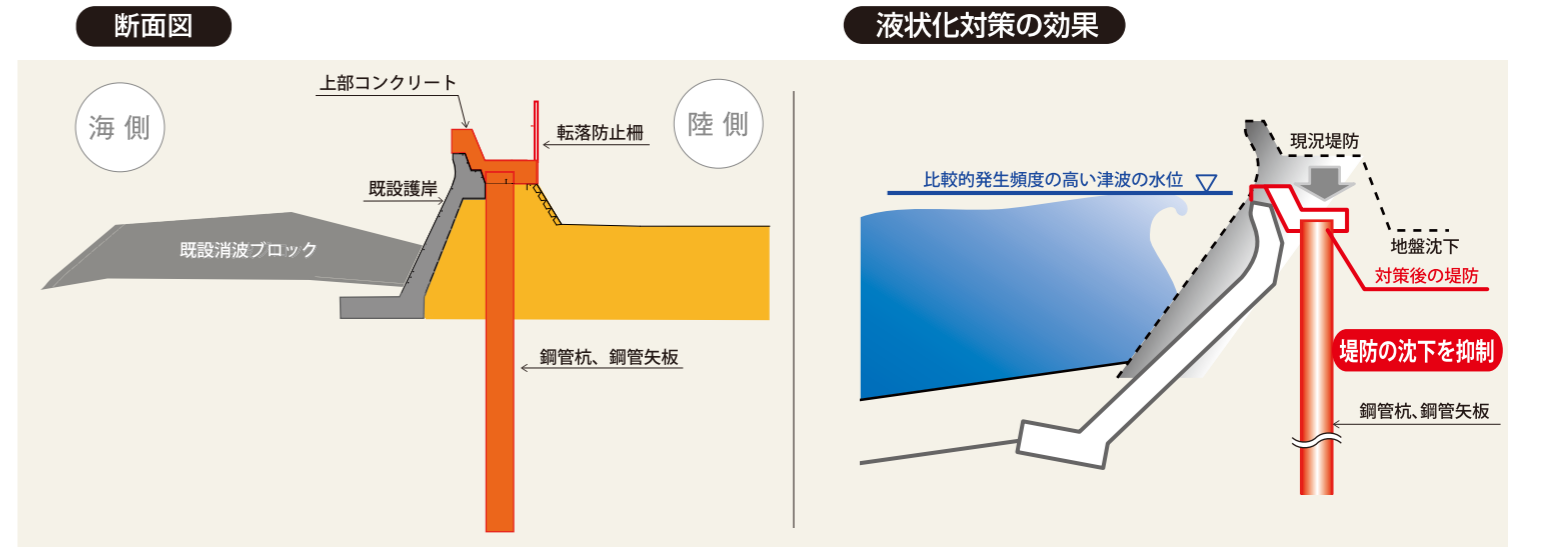 断面図
海側
上部コンクリート
転落防止柵
陸側
既設護岸
既設消波ブロック
鋼管杭、鋼管矢板
液状化対策の効果
現況堤防
比較的発生頻度の高い津波の水位
地盤沈下
対策後の堤防
堤防の沈下を抑制
鋼管杭、鋼管矢板